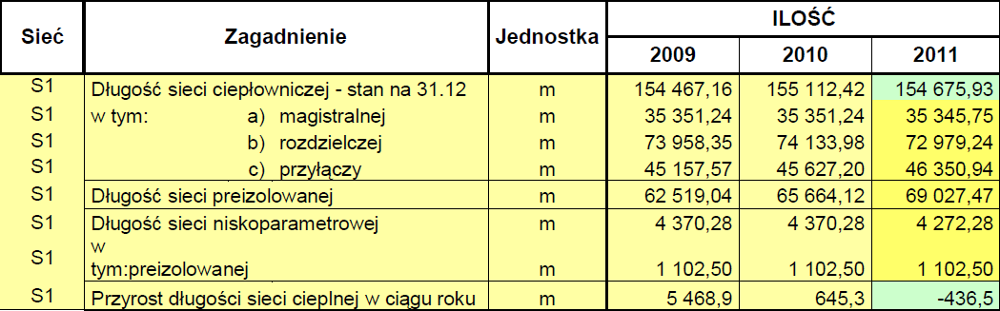 Sieć Zagadnienie Jednostka ILOŚĆ
2009 2010 2011
S1 Długość sieci ciepłowniczej - stan na 31.12 m 154 467,16 155 112,42 154 675,93
S1 w tym: a) magistralnej m 35 351,24 35 351,24 35 345,75
S1 b) rozdzielczej m 73 958,35 74 133,98 72 979,24
S1 c) przyłączy m 45 157,57 45 627,20 46 350,94
S1 Długość sieci preizolowanej m 62 519,04 65 664,12 69 027,47
S1 Długość sieci niskoparametrowej m 4 370,28 4 370,28 4 272,28
w
S1 tym:preizolowanej m 1 102,50 1 102,50 1 102,50
S1 Przyrost długości sieci cieplnej w ciągu roku m 5 468,9 645,3 -436,5